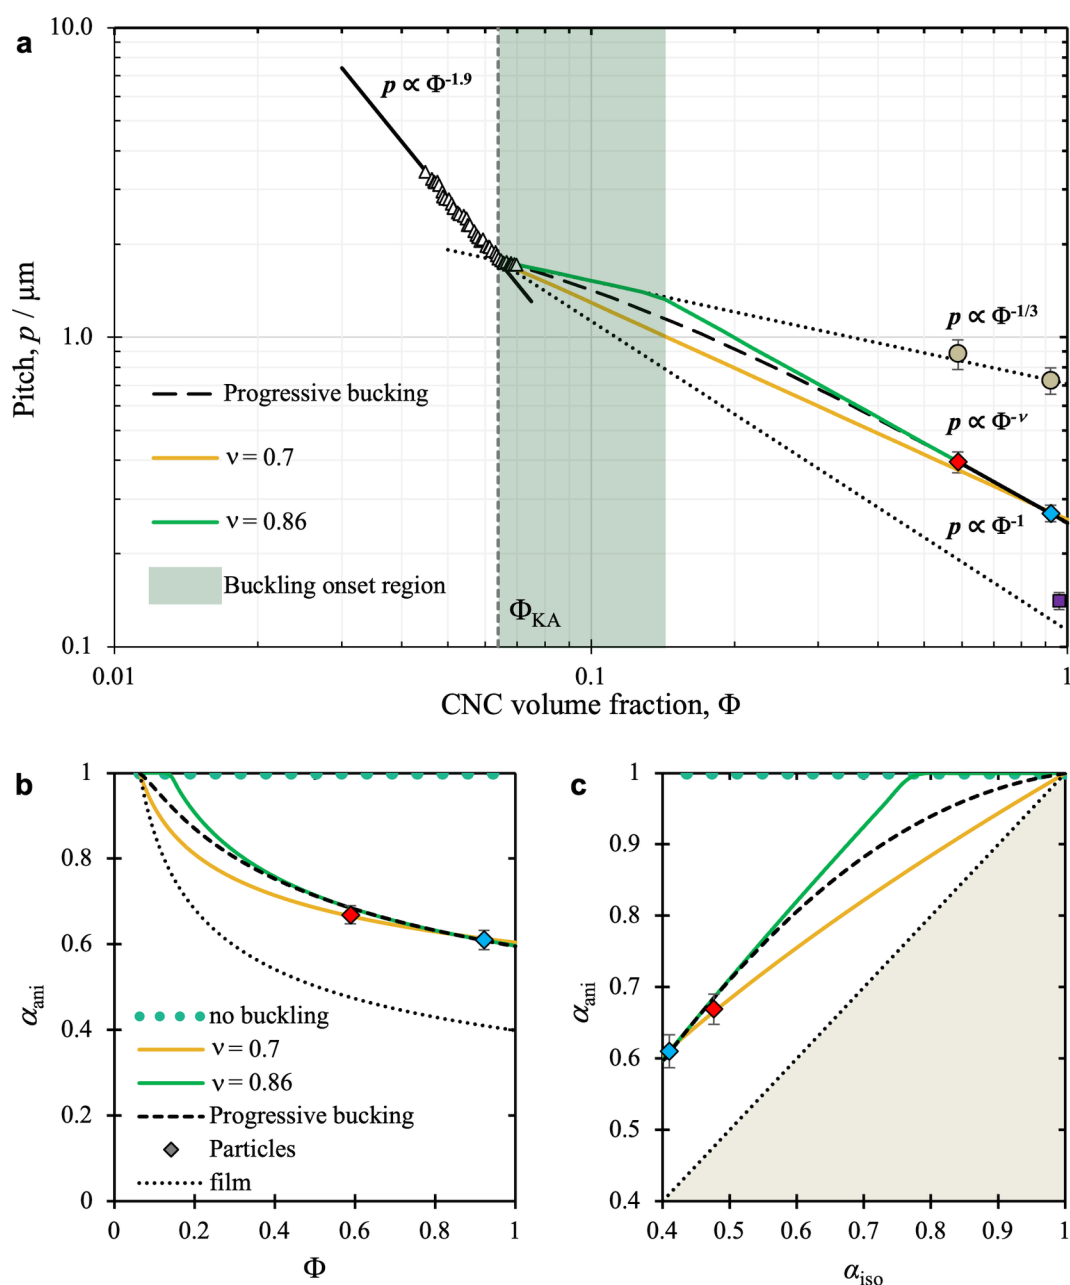 a
10.0
p ∝ Φ-1.9
Pitch, p / μm
1.0
p ∝ Φ-1/3
Progressive bucking
p ∝ Φ-ν
ν = 0.7
ν = 0.86
p ∝ Φ-1
Buckling onset region
ΦKA
0.1
0.01
0.1
1
CNC volume fraction, Φ
b
1
0.8
0.6
0.4
0.2
0
αani
no buckling
ν = 0.7
ν = 0.86
Progressive bucking
Particles
film
0
0.2
0.4
0.6
0.8
1
Φ
c
1
0.9
0.8
0.7
0.6
0.5
0.4
αani
0.4
0.5
0.6
0.7
0.8
0.9
1
αiso